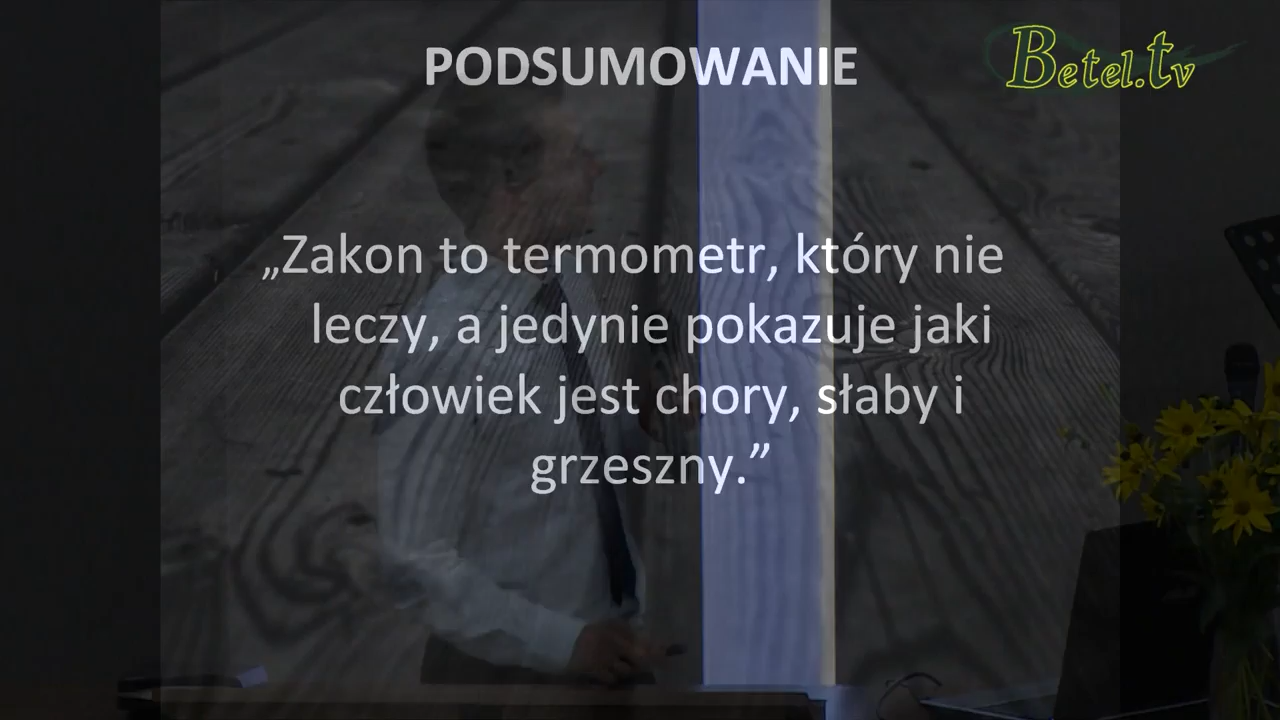 PODSUMOWANIE
Betel.tv
„Zakon to termometr, który nie
leczy, a jedynie pokazuje jaki
człowiek jest chory, słaby i
grzeszny.”